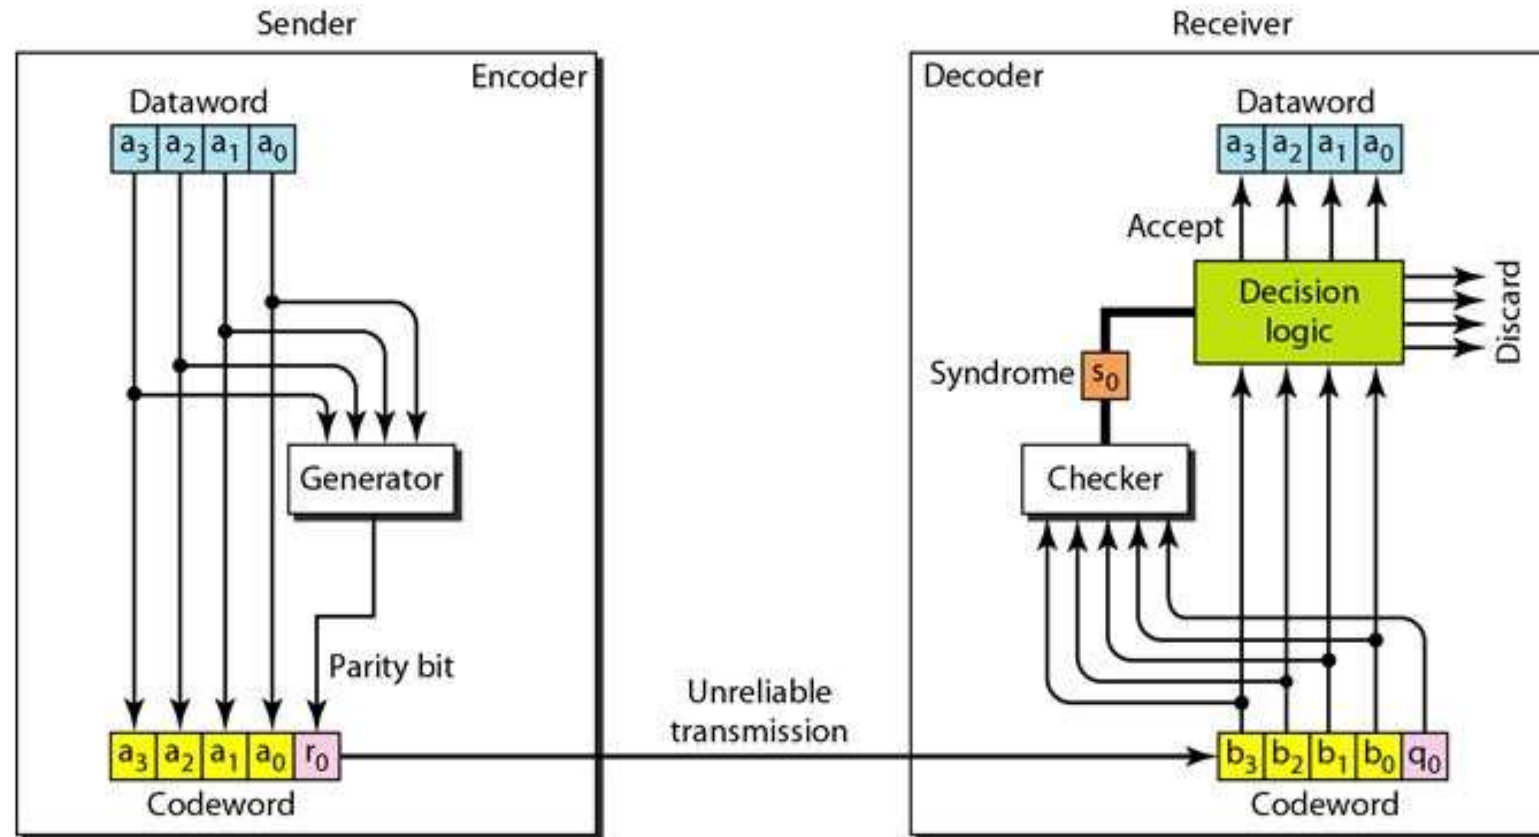 Sender
Encoder
Dataword
a₃ a₂ a₁ a₀
Generator
Parity bit
a₃ a₂ a₁ a₀ r₀
Codeword
Unreliable
transmission
Receiver
Decoder
Dataword
a₃ a₂ a₁ a₀
Accept
Decision
logic
Discard
Syndrome s₀
Checker
b₃ b₂ b₁ b₀ q₀
Codeword